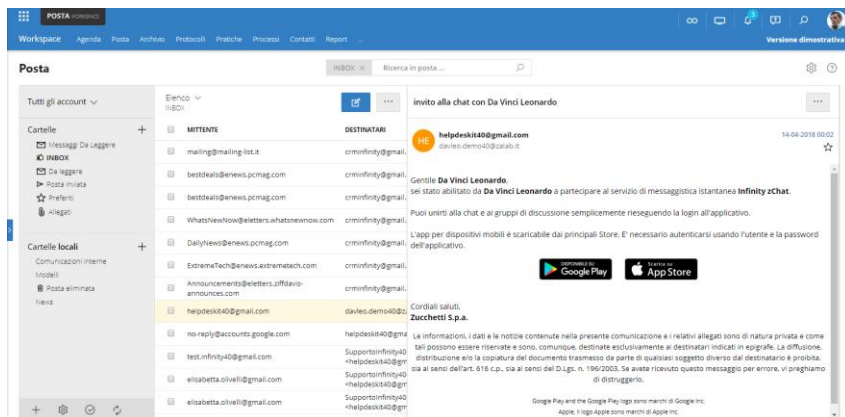 POSTA WORKSPACE
3
Workspace Agenda Posta Archivio Protocolli Pratiche Processi Contatti Report ...
Versione dimostrativa
Posta
INBOX × Ricerca in posta ...
Tutti gli account
Elenco
INBOX
invito alla chat con Da Vinci Leonardo
Cartelle
Messaggi Da Leggere
INBOX
Da leggere
Posta inviata
Preferiti
Allegati
Cartelle locali
Comunicazioni interne
Modelli
Posta eliminata
News
MITTENTE DESTINATARI
mailing@mailing-list.it crminfinity@gmail.
bestdeals@enews.pcmag.com crminfinity@gmail.
bestdeals@enews.pcmag.com crminfinity@gmail.
WhatsNewNow@eletters.whatsnewnow.com crminfinity@gmail.
DailyNews@enews.pcmag.com crminfinity@gmail.
ExtremeTech@enews.extremetech.com crminfinity@gmail.
Announcements@eletters.ziffdavis-
announces.com crminfinity@gmail.
helpdeskit40@gmail.com davleo.demo40@z
no-reply@accounts.google.com helpdeskit40@gma
test.infinity40@gmail.com SupportoInfinity40
<helpdeskit40@gm
elisabetta.olivelli@gmail.com SupportoInfinity40
<helpdeskit40@gm
elisabetta.olivelli@gmail.com SupportoInfinity40
<helpdeskit40@gm
HE
helpdeskit40@gmail.com 14-04-2018 00:02
davleo.demo40@zalab.it
Gentile Da Vinci Leonardo,
sei stato abilitato da Da Vinci Leonardo a partecipare al servizio di messaggistica istantanea Infinity zChat.
Puoi unirti alla chat e ai gruppi di discussione semplicemente rieseguendo la login all'applicativo.
L'app per dispositivi mobili è scaricabile dai principali Store. E' necessario autenticarsi usando l'utente e la password
dell'applicativo.
DISPONIBILE SU
Google Play
Scarica su
App Store
Cordiali saluti,
Zucchetti S.p.a.
Le informazioni, i dati e le notizie contenute nella presente comunicazione e i relativi allegati sono di natura privata e come
tali possono essere riservate e sono, comunque, destinate esclusivamente ai destinatari indicati in epigrafe. La diffusione,
distribuzione e/o la copiatura del documento trasmesso da parte di qualsiasi soggetto diverso dal destinatario è proibita,
sia ai sensi dell'art. 616 c.p., sia ai sensi del D.Lgs. n. 196/2003. Se avete ricevuto questo messaggio per errore, vi preghiamo
di distruggerlo.
Google Play and the Google Play logo sono marchi di Google Inc.
Apple, il logo Apple sono marchi di Apple Inc.